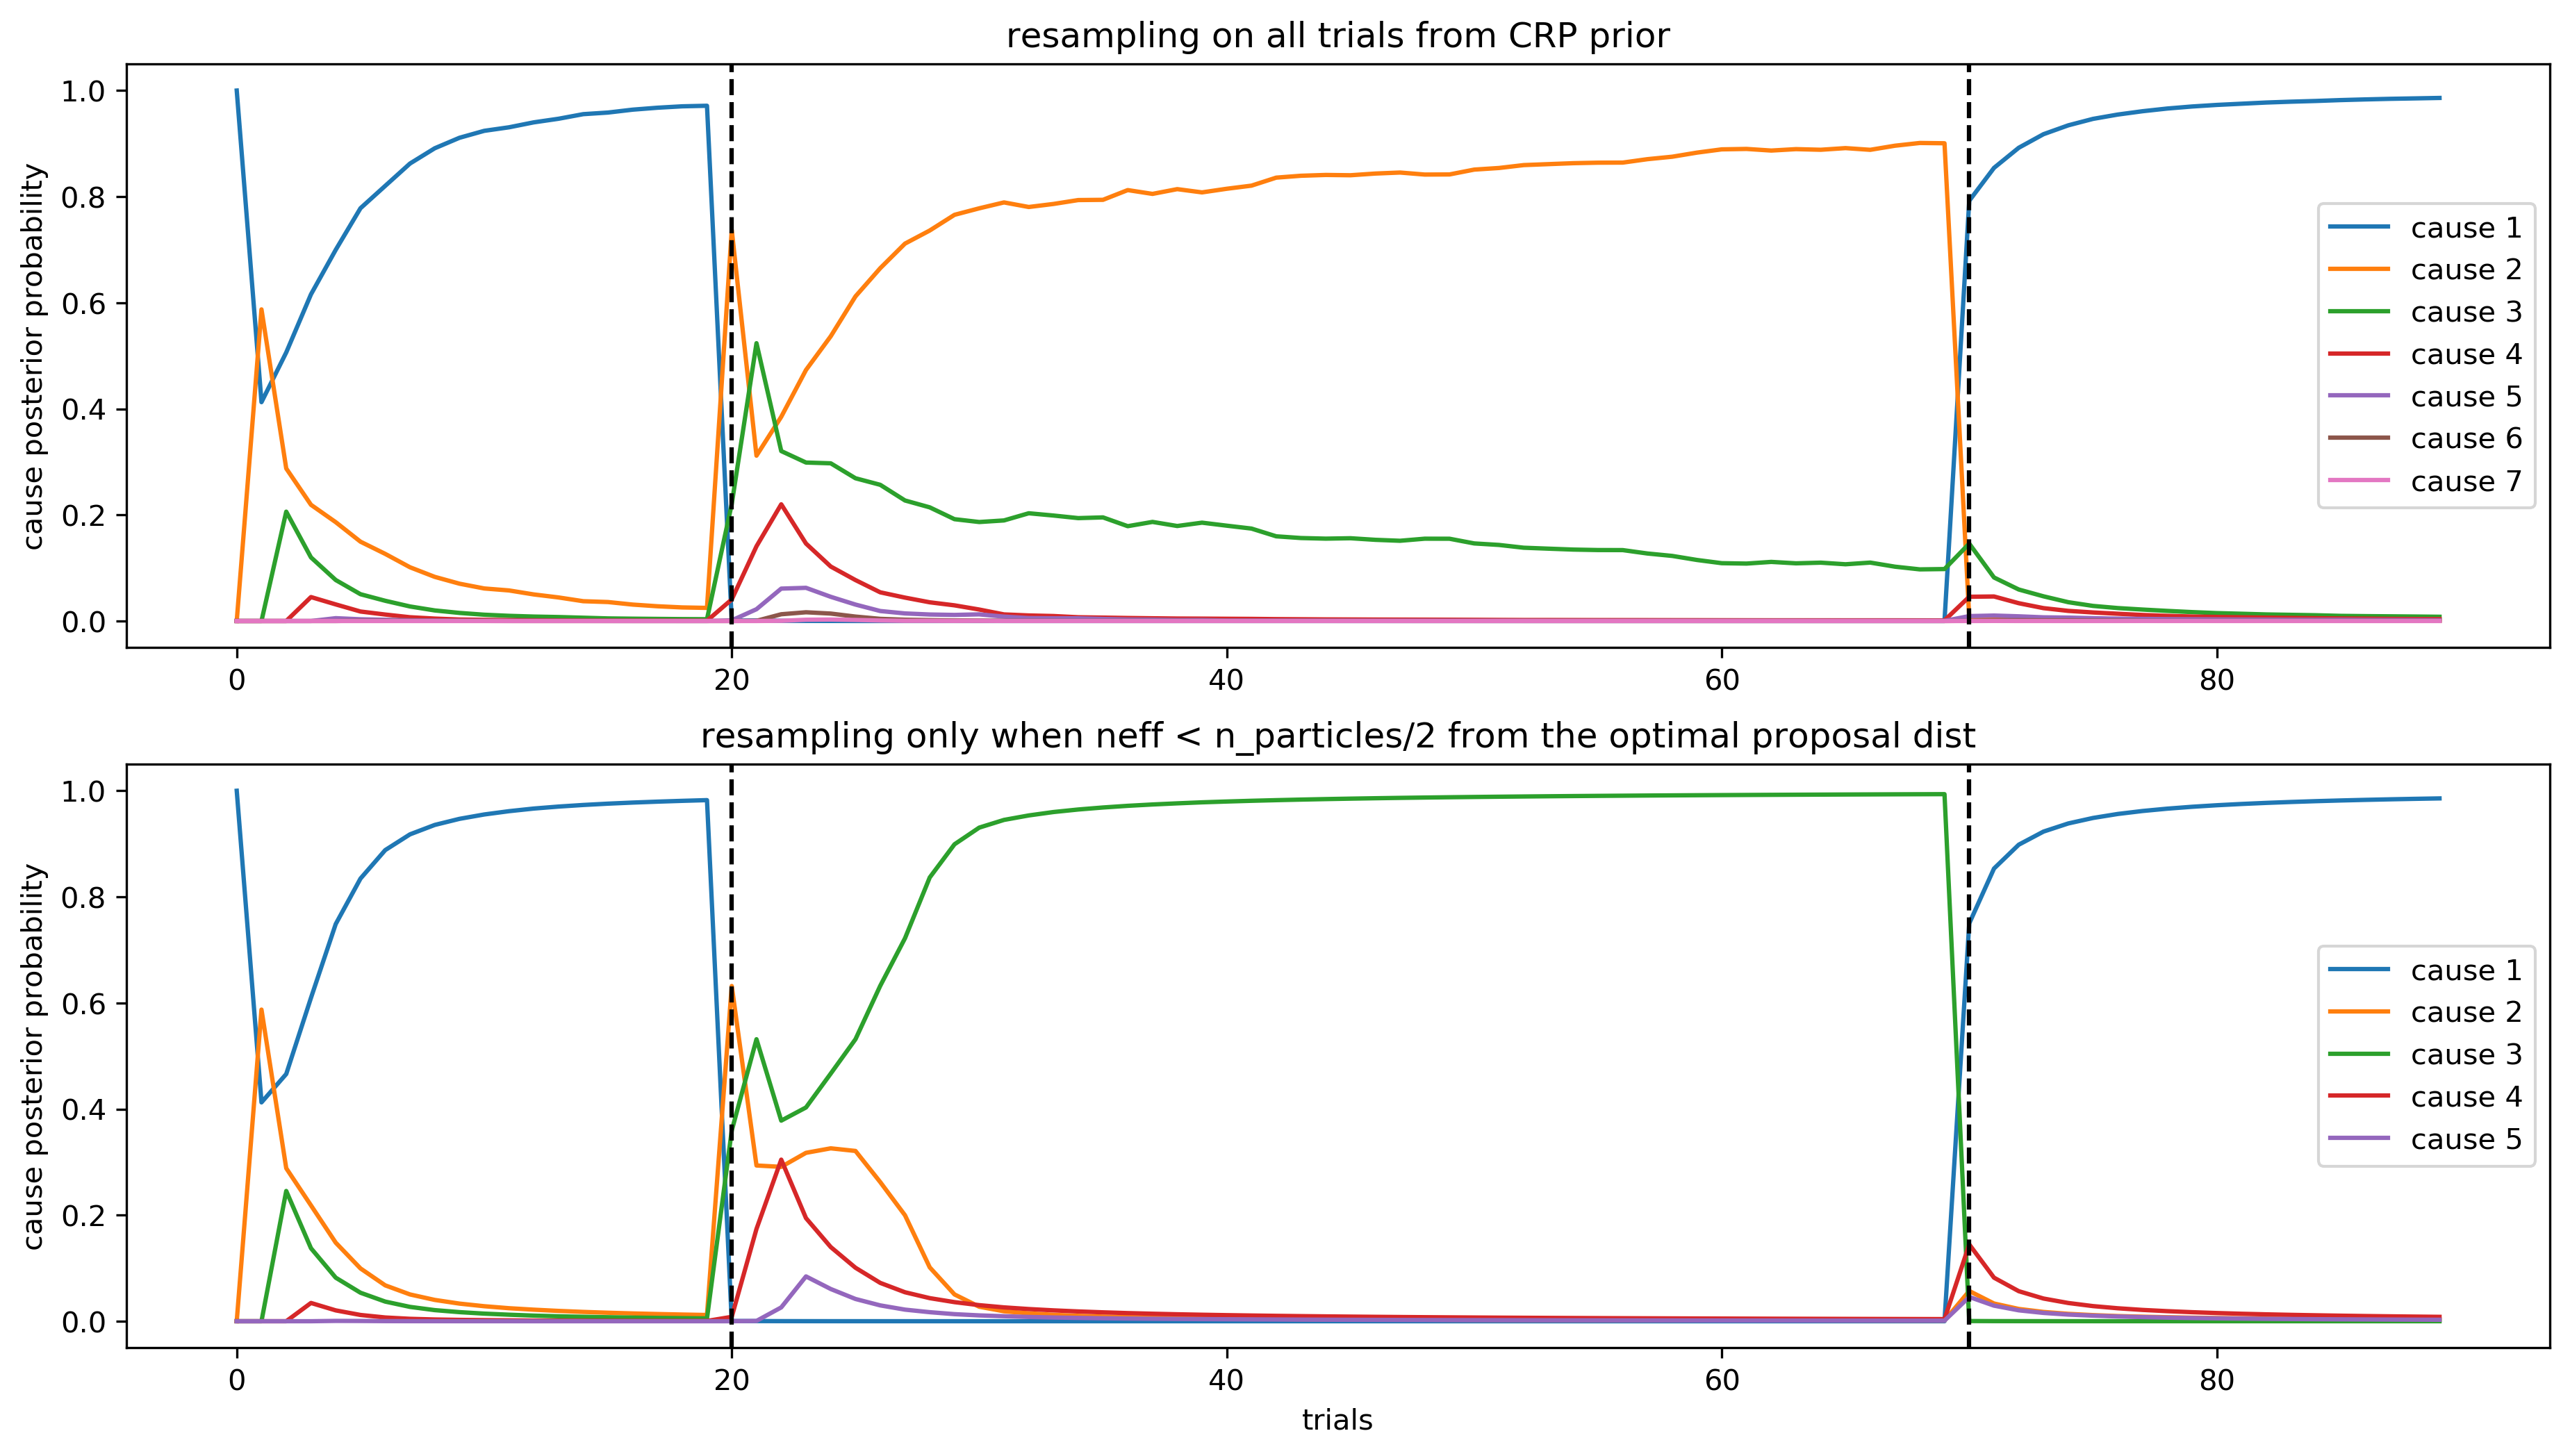 resampling on all trials from CRP prior
cause posterior probability
1.0
0.8
0.6
0.4
0.2
0.0
0
20
40
60
80
cause 1
cause 2
cause 3
cause 4
cause 5
cause 6
cause 7
resampling only when neff < n_particles/2 from the optimal proposal dist
cause posterior probability
1.0
0.8
0.6
0.4
0.2
0.0
0
20
40
60
80
cause 1
cause 2
cause 3
cause 4
cause 5
trials